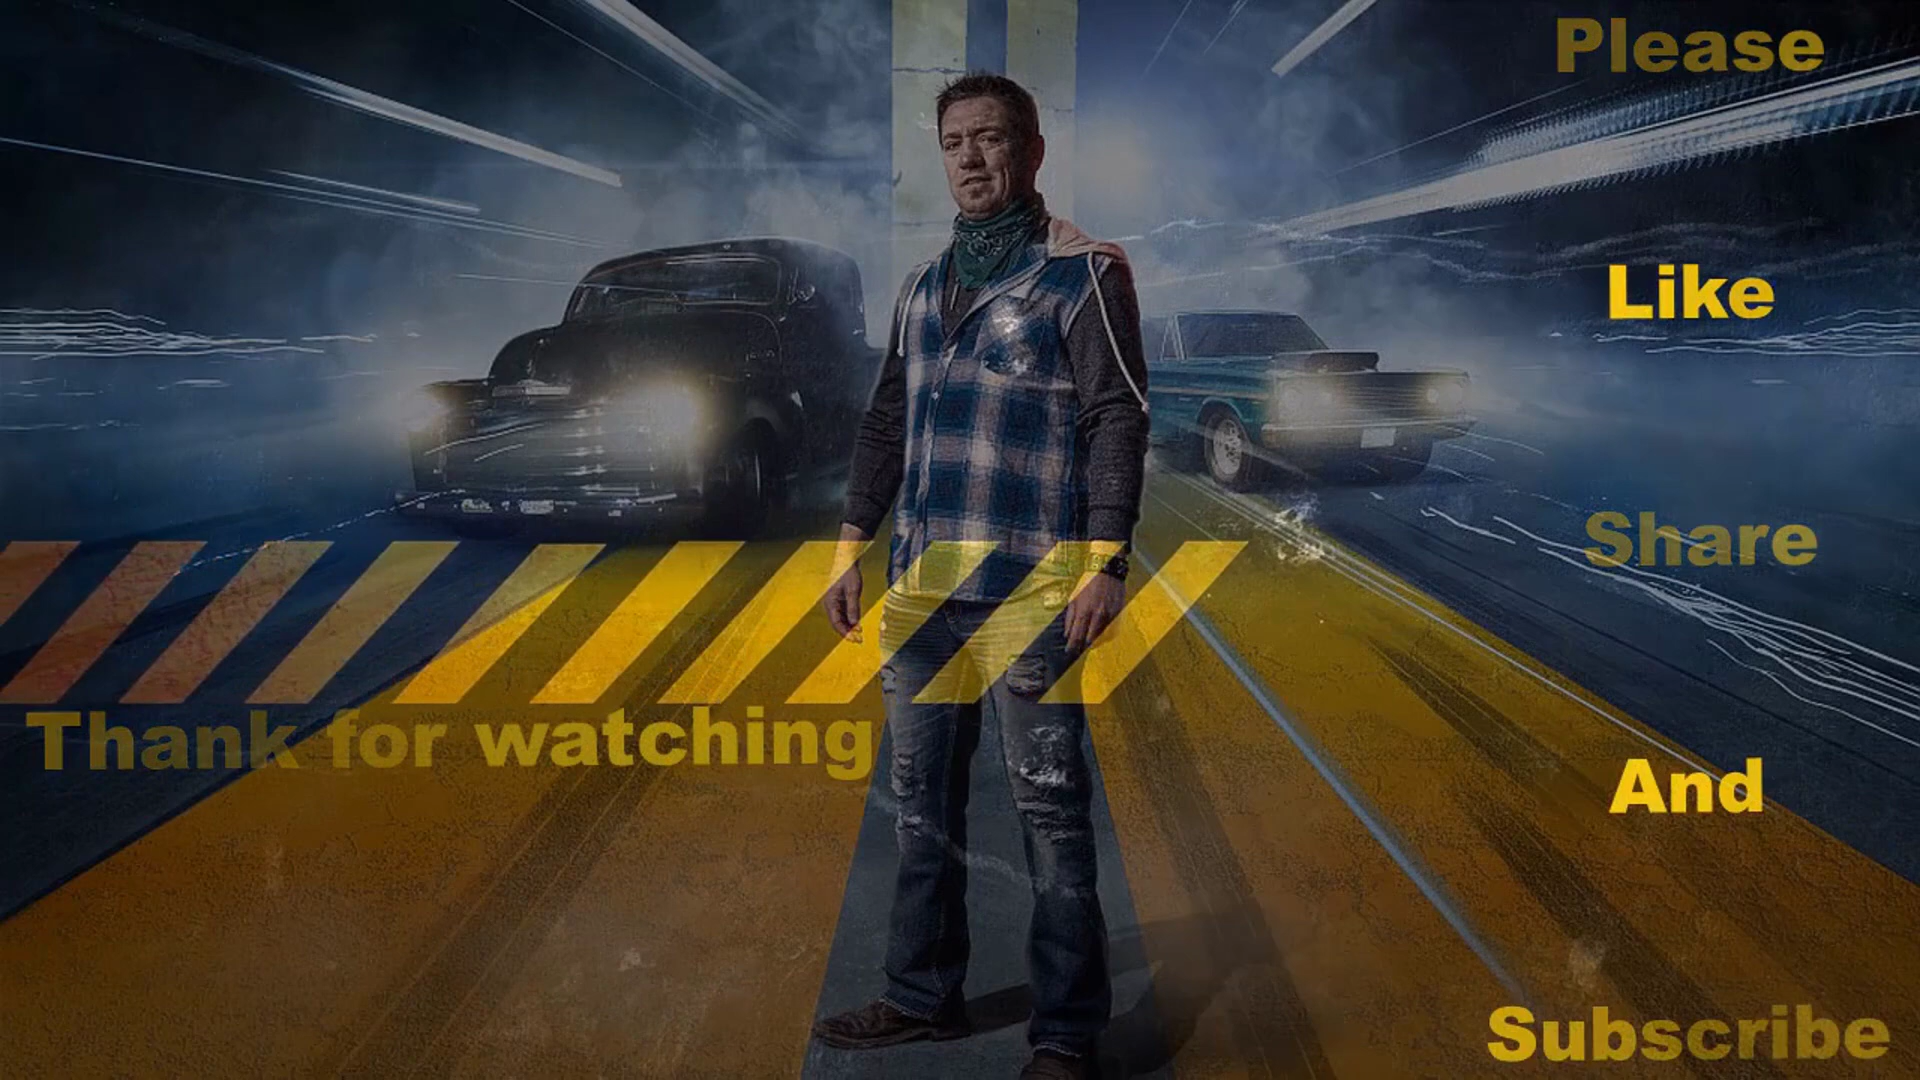 Please
Like
Share
Thank for watching
And
Subscribe